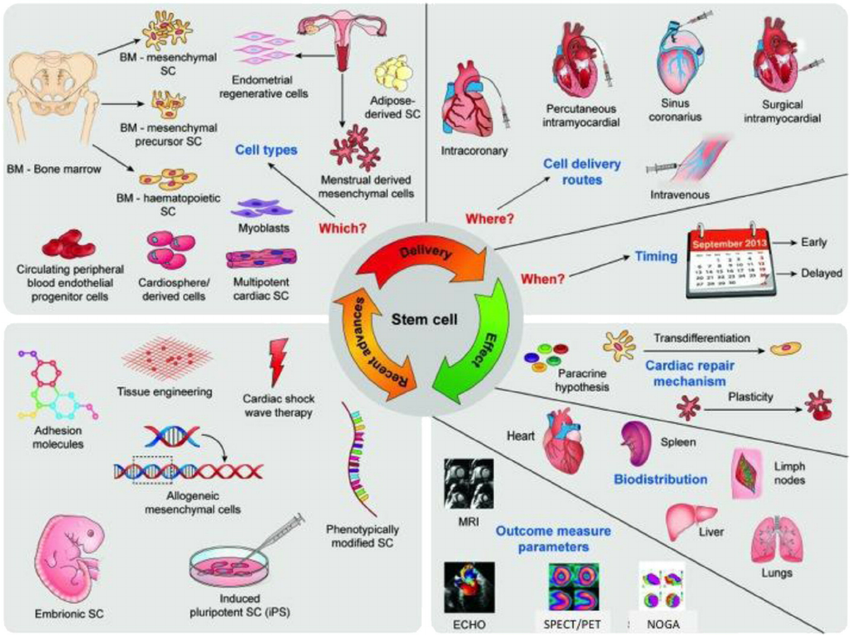 BM - mesenchymal
SC
BM - mesenchymal
precursor SC
BM - Bone marrow
BM - haematopoietic
SC
Endometrial
regenerative cells
Adipose-
derived SC
Cell types
Menstrual derived
mesenchymal cells
Myoblasts
Which?
Circulating peripheral
blood endothelial
progenitor cells
Cardiosphere/
derived cells
Multipotent
cardiac SC
Intracoronary
Percutaneous
intramyocardial
Sinus
coronarius
Surgical
intramyocardial
Cell delivery
routes
Intravenous
Where?
When?
Timing
September 2013
Early
Delayed
Delivery
Effect
Recent advances
Stem cell
Adhesion
molecules
Tissue engineering
Cardiac shock
wave therapy
Allogeneic
mesenchymal cells
Phenotypically
modified SC
Embrionic SC
Induced
pluripotent SC (iPS)
Paracrine
hypothesis
Transdifferentiation
Cardiac repair
mechanism
Plasticity
Heart
Spleen
Biodistribution
Limph
nodes
Liver
Lungs
MRI
Outcome measure
parameters
ECHO
SPECT/PET
NOGA